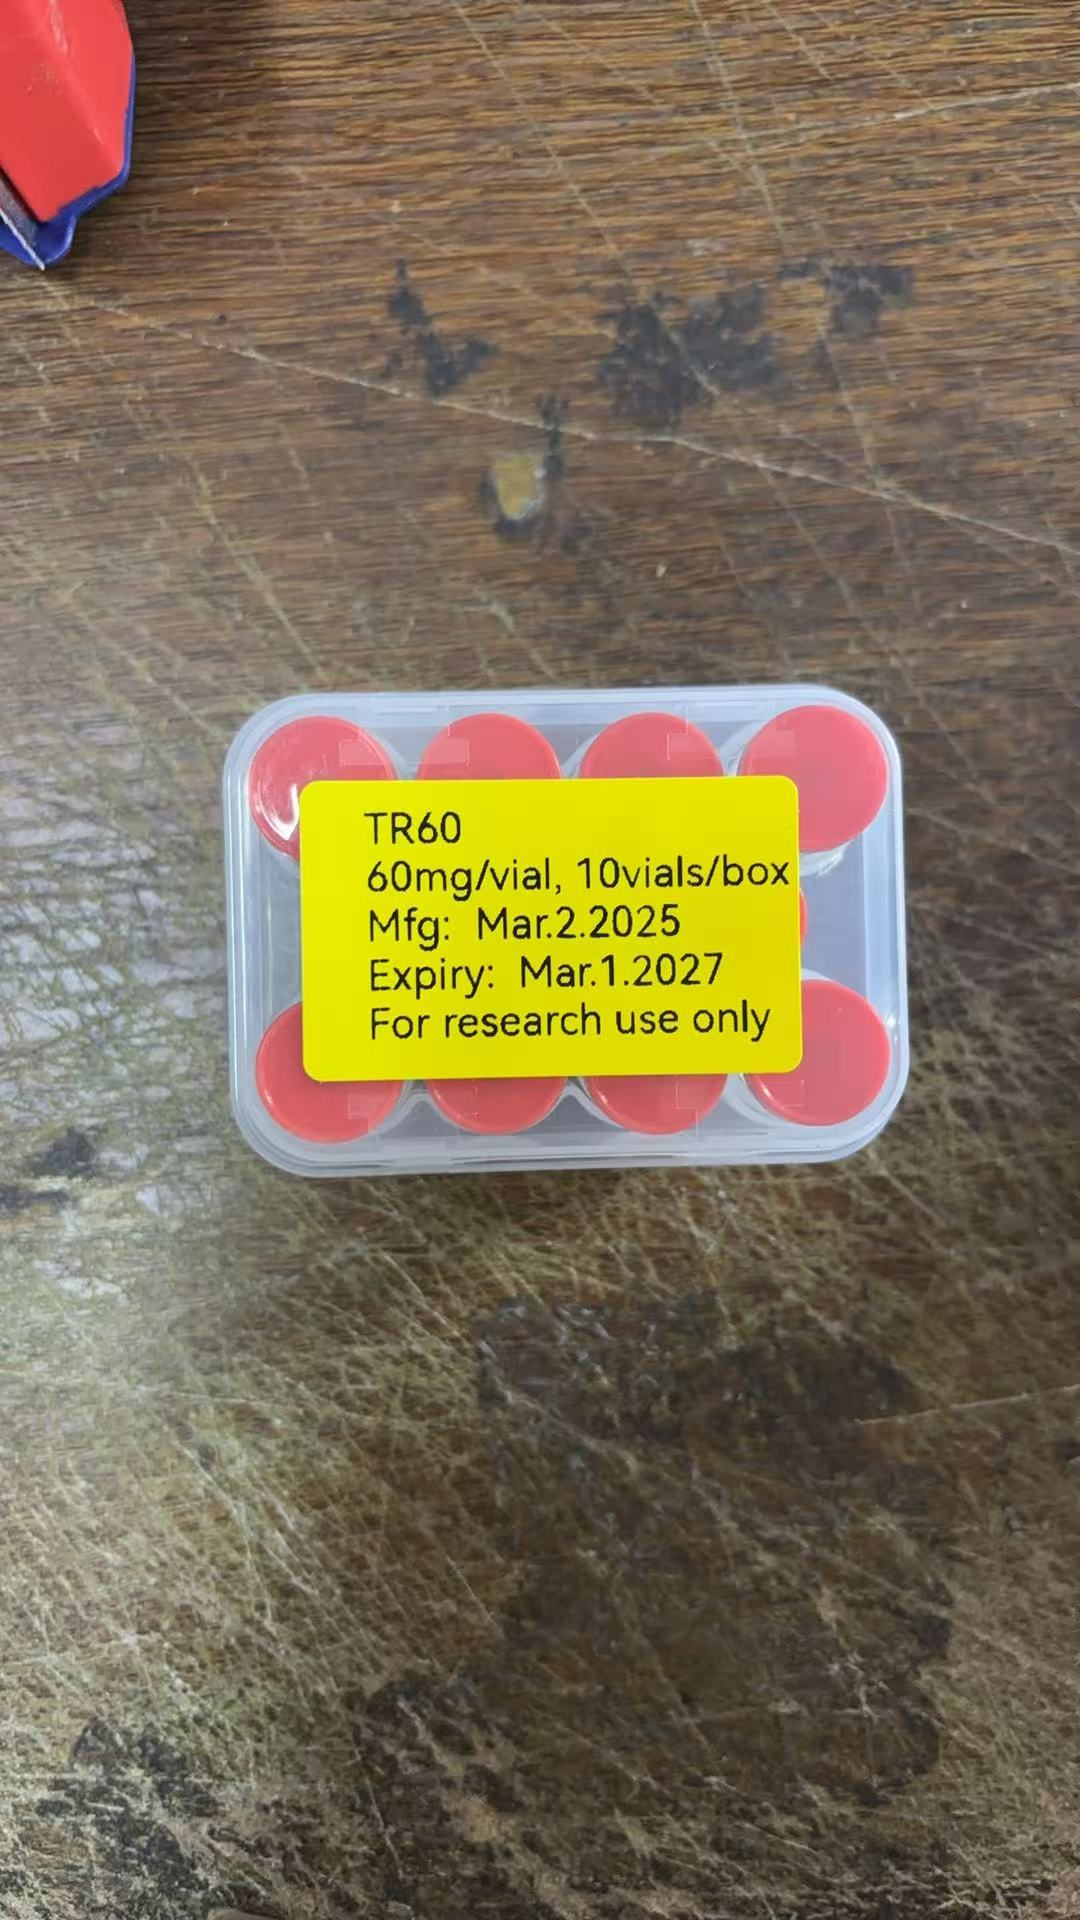 TR60
60mg/vial, 10vials/box
Mfg: Mar.2.2025
Expiry: Mar.1.2027
For research use only